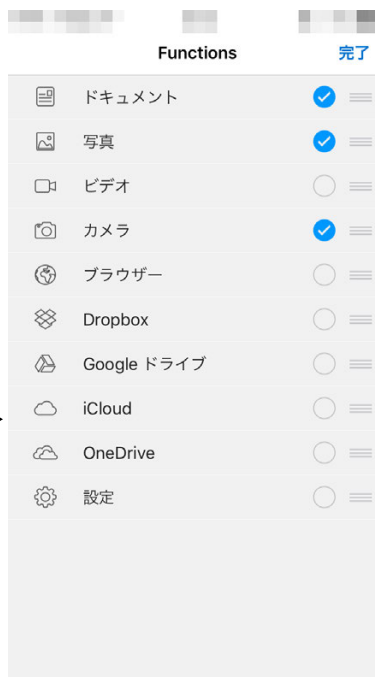 Functions
完了
ドキュメント
写真
ビデオ
カメラ
ブラウザー
Dropbox
Google ドライブ
iCloud
OneDrive
設定